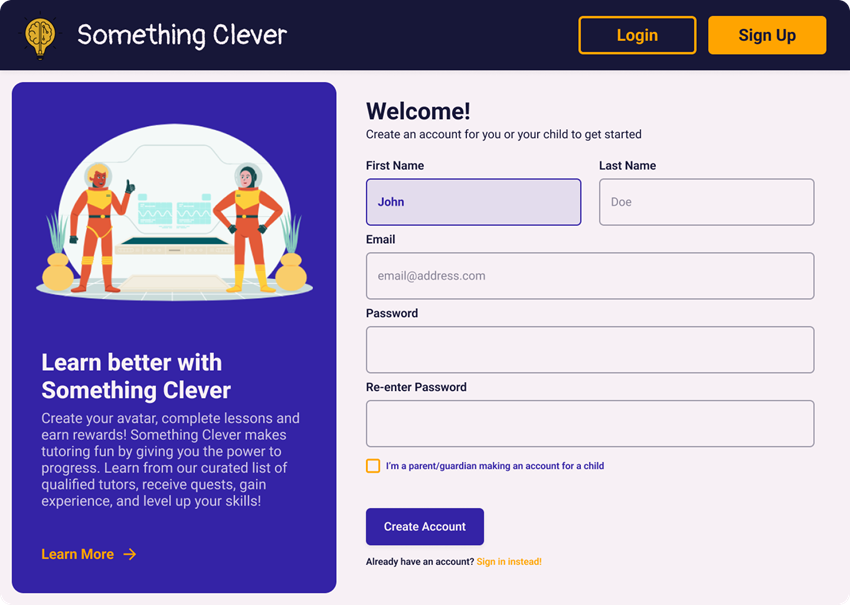 Something Clever
Login
Sign Up
Learn better with
Something Clever
Create your avatar, complete lessons and
earn rewards! Something Clever makes
tutoring fun by giving you the power to
progress. Learn from our curated list of
qualified tutors, receive quests, gain
experience, and level up your skills!
Learn More →
Welcome!
Create an account for you or your child to get started
First Name
Last Name
John
Doe
Email
email@address.com
Password
Re-enter Password
I'm a parent/guardian making an account for a child
Create Account
Already have an account? Sign in instead!